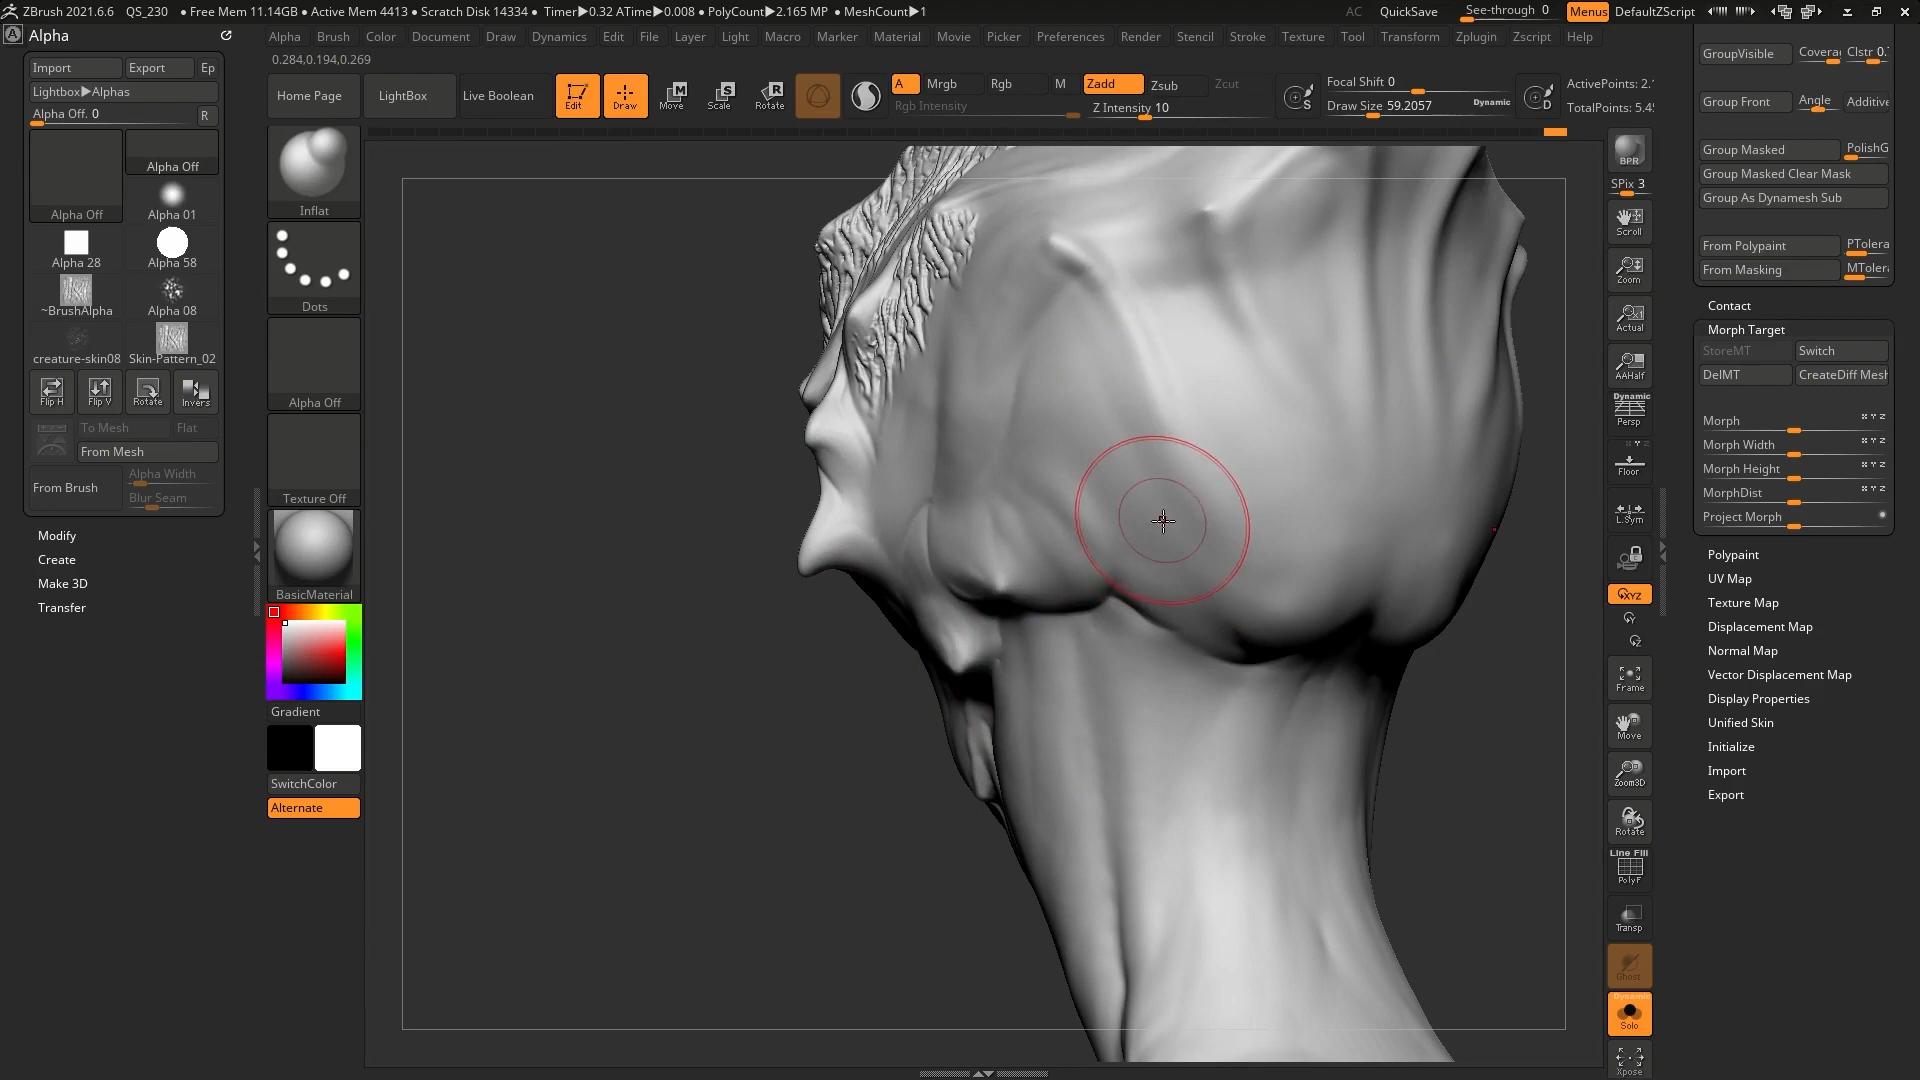 ZBrush 2021.6.6 QS_230 ● Free Mem 11.14GB ● Active Mem 4413 ● Scratch Disk 14334 ● Timer▶0.32 ATime▶0.008 ● PolyCount▶2.165 MP ● MeshCount▶1
AC QuickSave See-through 0 Menus DefaultZScript
Alpha
Alpha Brush Color Document Draw Dynamics Edit File Layer Light Macro Marker Material Movie Picker Preferences Render Stencil Stroke Texture Tool Transform Zplugin Zscript Help
0.284,0.194,0.269
Import Export Ep
Lightbox▶Alphas
Alpha Off. 0 R
Alpha Off
Alpha Off
Alpha 01
Alpha 28 Alpha 58
~BrushAlpha Alpha 08
creature-skin08 Skin-Pattern_02
Flip H Flip V Rotate Invers
To Mesh Flat
From Mesh
From Brush
Alpha Width
Blur Seam
Modify
Create
Make 3D
Transfer
Home Page LightBox Live Boolean
Edit Draw Move Scale Rotate
M S R
A Mrgb Rgb M Zadd Zsub Zcut
Rgb Intensity Z Intensity 10
S
Focal Shift 0
Draw Size 59.2057 Dynamic
D
ActivePoints: 2.
TotalPoints: 5.4
Inflat
Dots
Alpha Off
Texture Off
BasicMaterial
Gradient
SwitchColor
Alternate
BPR
SPix 3
Scroll
Zoom
Actual
AAHalf
Dynamic
Persp
Floor
L.Sym
XYZ
Y
Z
Frame
Move
Zoom3D
Rotate
Line Fill
PolyF
Transp
Ghost
Dynamic
Solo
Xpose
GroupVisible Clstr 0.
Group Front Angle Additive
Group Masked PolishG
Group Masked Clear Mask
Group As Dynamesh Sub
From Polypaint PTolera
From Masking MTolera
Contact
Morph Target
StoreMT Switch
DelMT CreateDiff Mesh
Morph X Y Z
Morph Width X Y Z
Morph Height X Y Z
MorphDist X Y Z
Project Morph
Polypaint
UV Map
Texture Map
Displacement Map
Normal Map
Vector Displacement Map
Display Properties
Unified Skin
Initialize
Import
Export